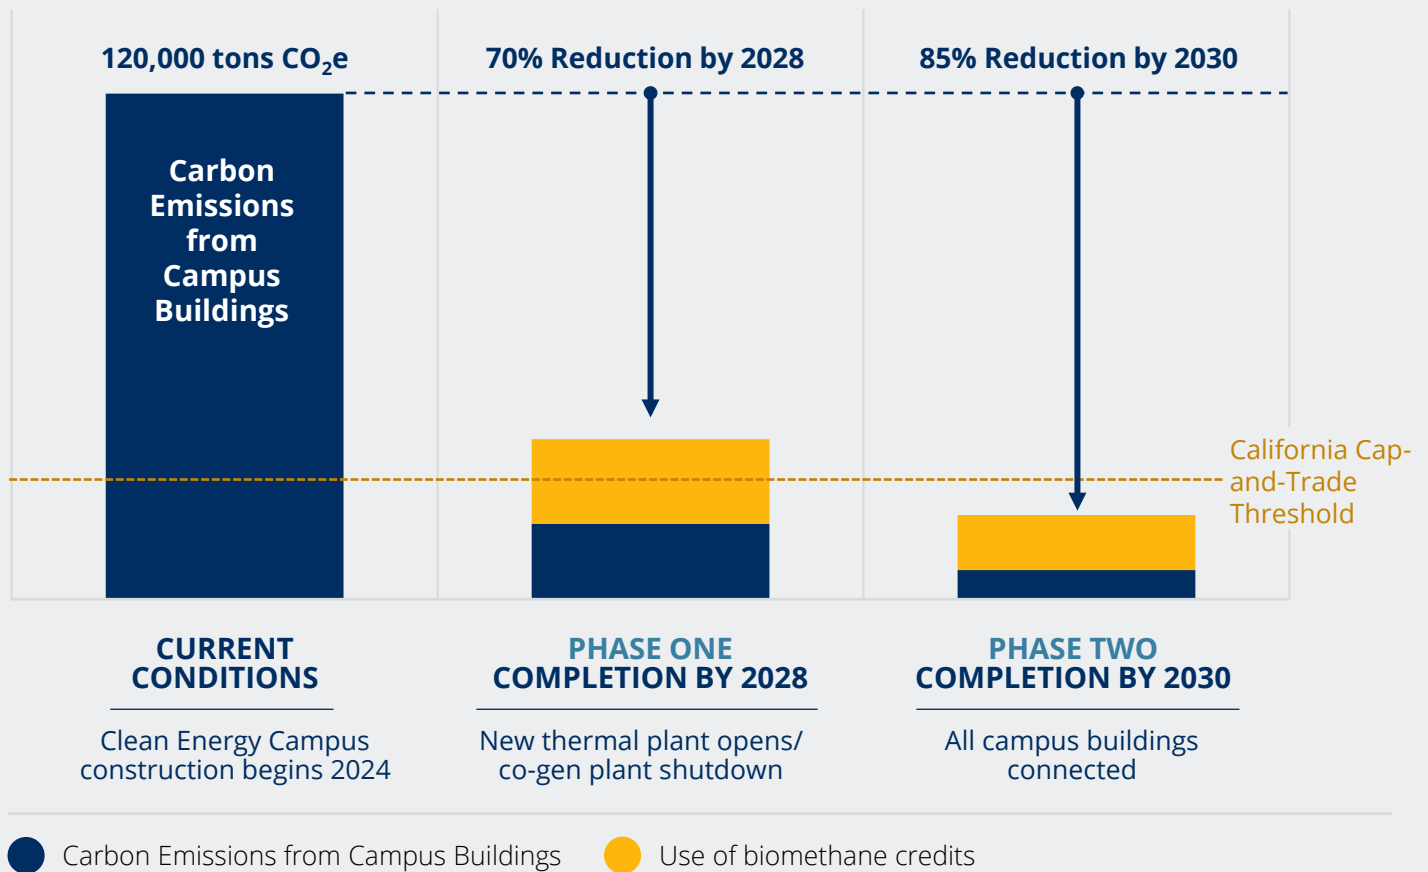 120,000 tons CO₂e
70% Reduction by 2028
85% Reduction by 2030
Carbon
Emissions
from
Campus
Buildings
California Cap-
and-Trade
Threshold
CURRENT
CONDITIONS
Clean Energy Campus
construction begins 2024
PHASE ONE
COMPLETION BY 2028
New thermal plant opens/
co-gen plant shutdown
PHASE TWO
COMPLETION BY 2030
All campus buildings
connected
Carbon Emissions from Campus Buildings
Use of biomethane credits